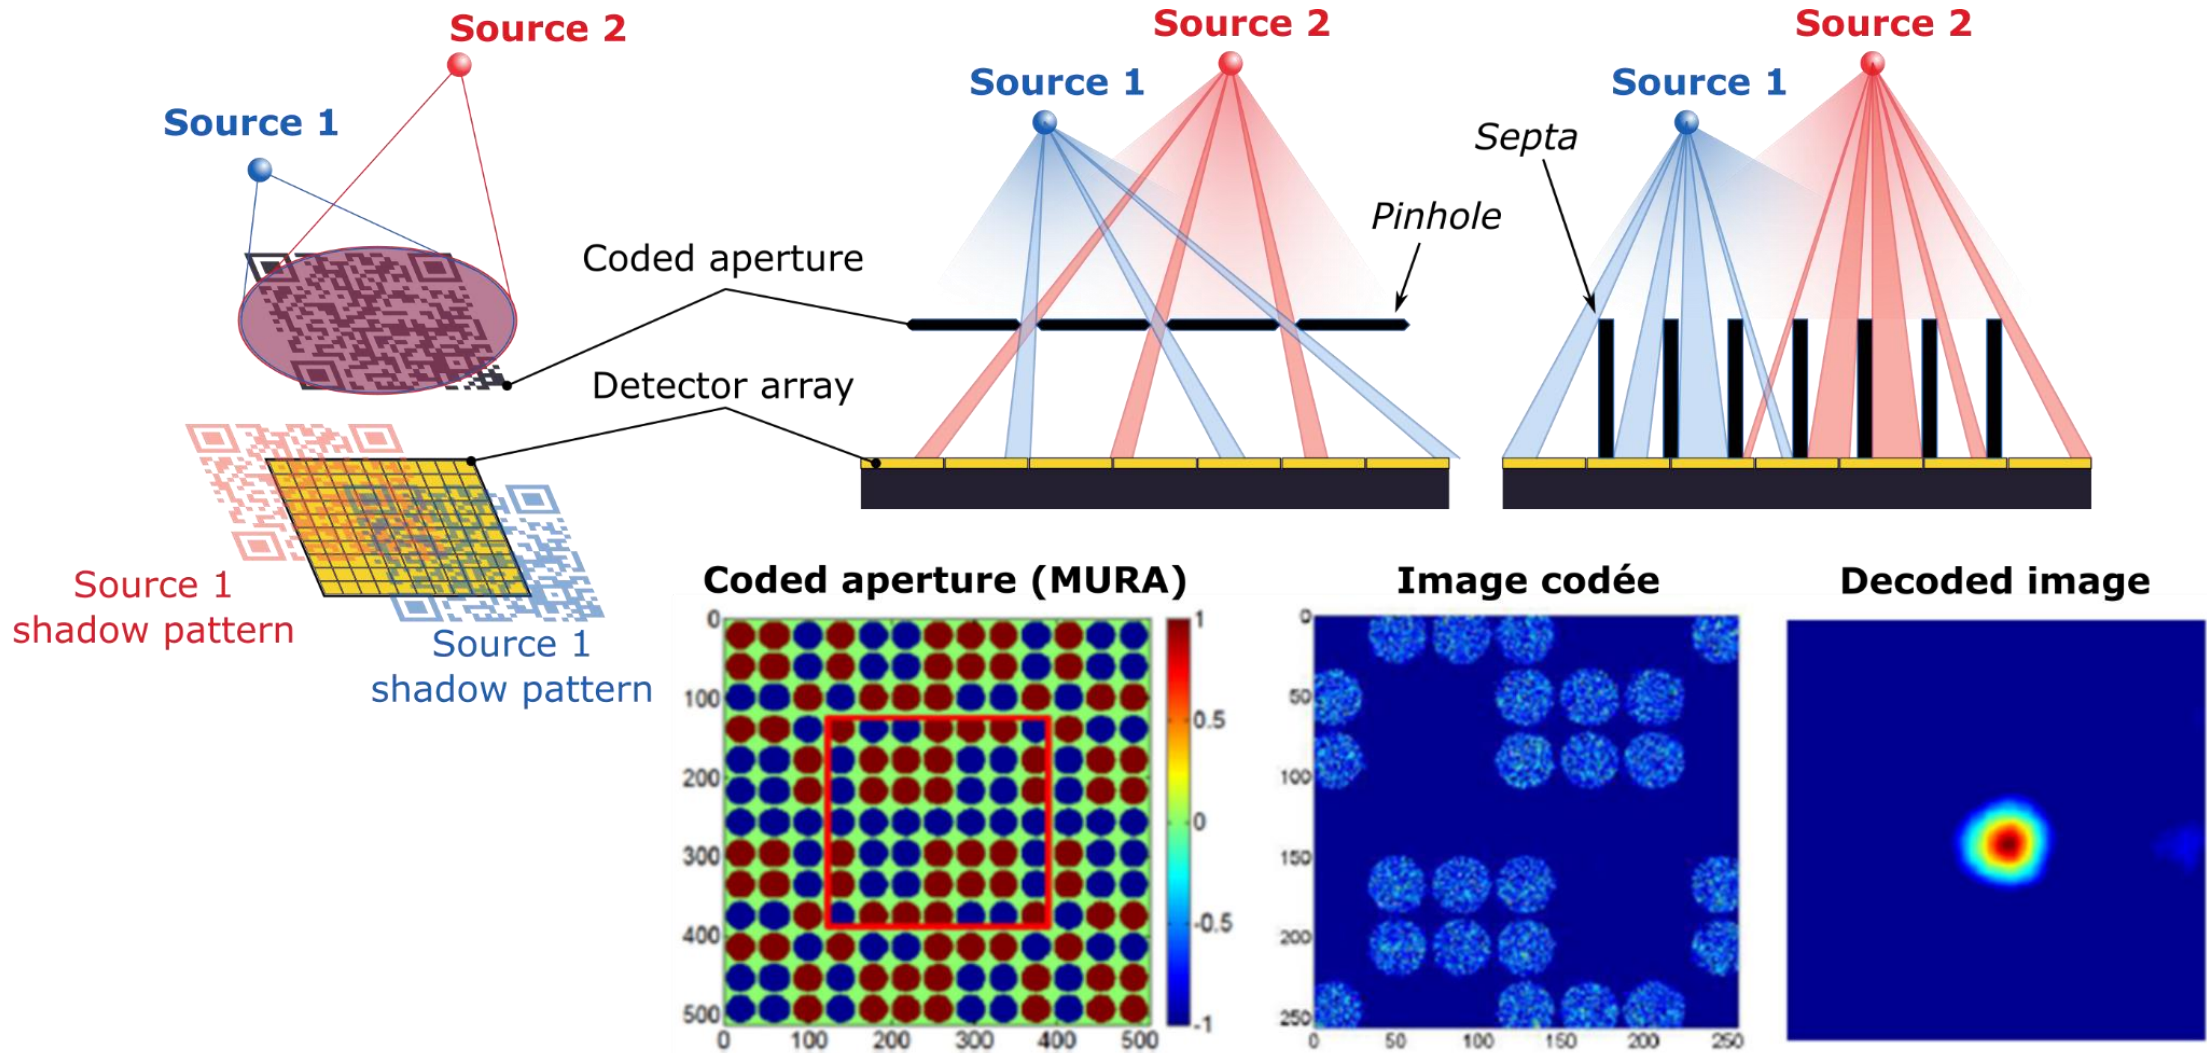 Source 2
Source 1
Source 2
Source 1
Source 2
Source 1
Septa
Pinhole
Coded aperture
Detector array
Source 1
shadow pattern
Source 1
shadow pattern
Coded aperture (MURA)
0
100
200
300
400
500
0
100
200
300
400
500
1
0.5
0
-0.5
-1
Image codée
0
50
100
150
200
250
0
50
100
150
200
250
Decoded image